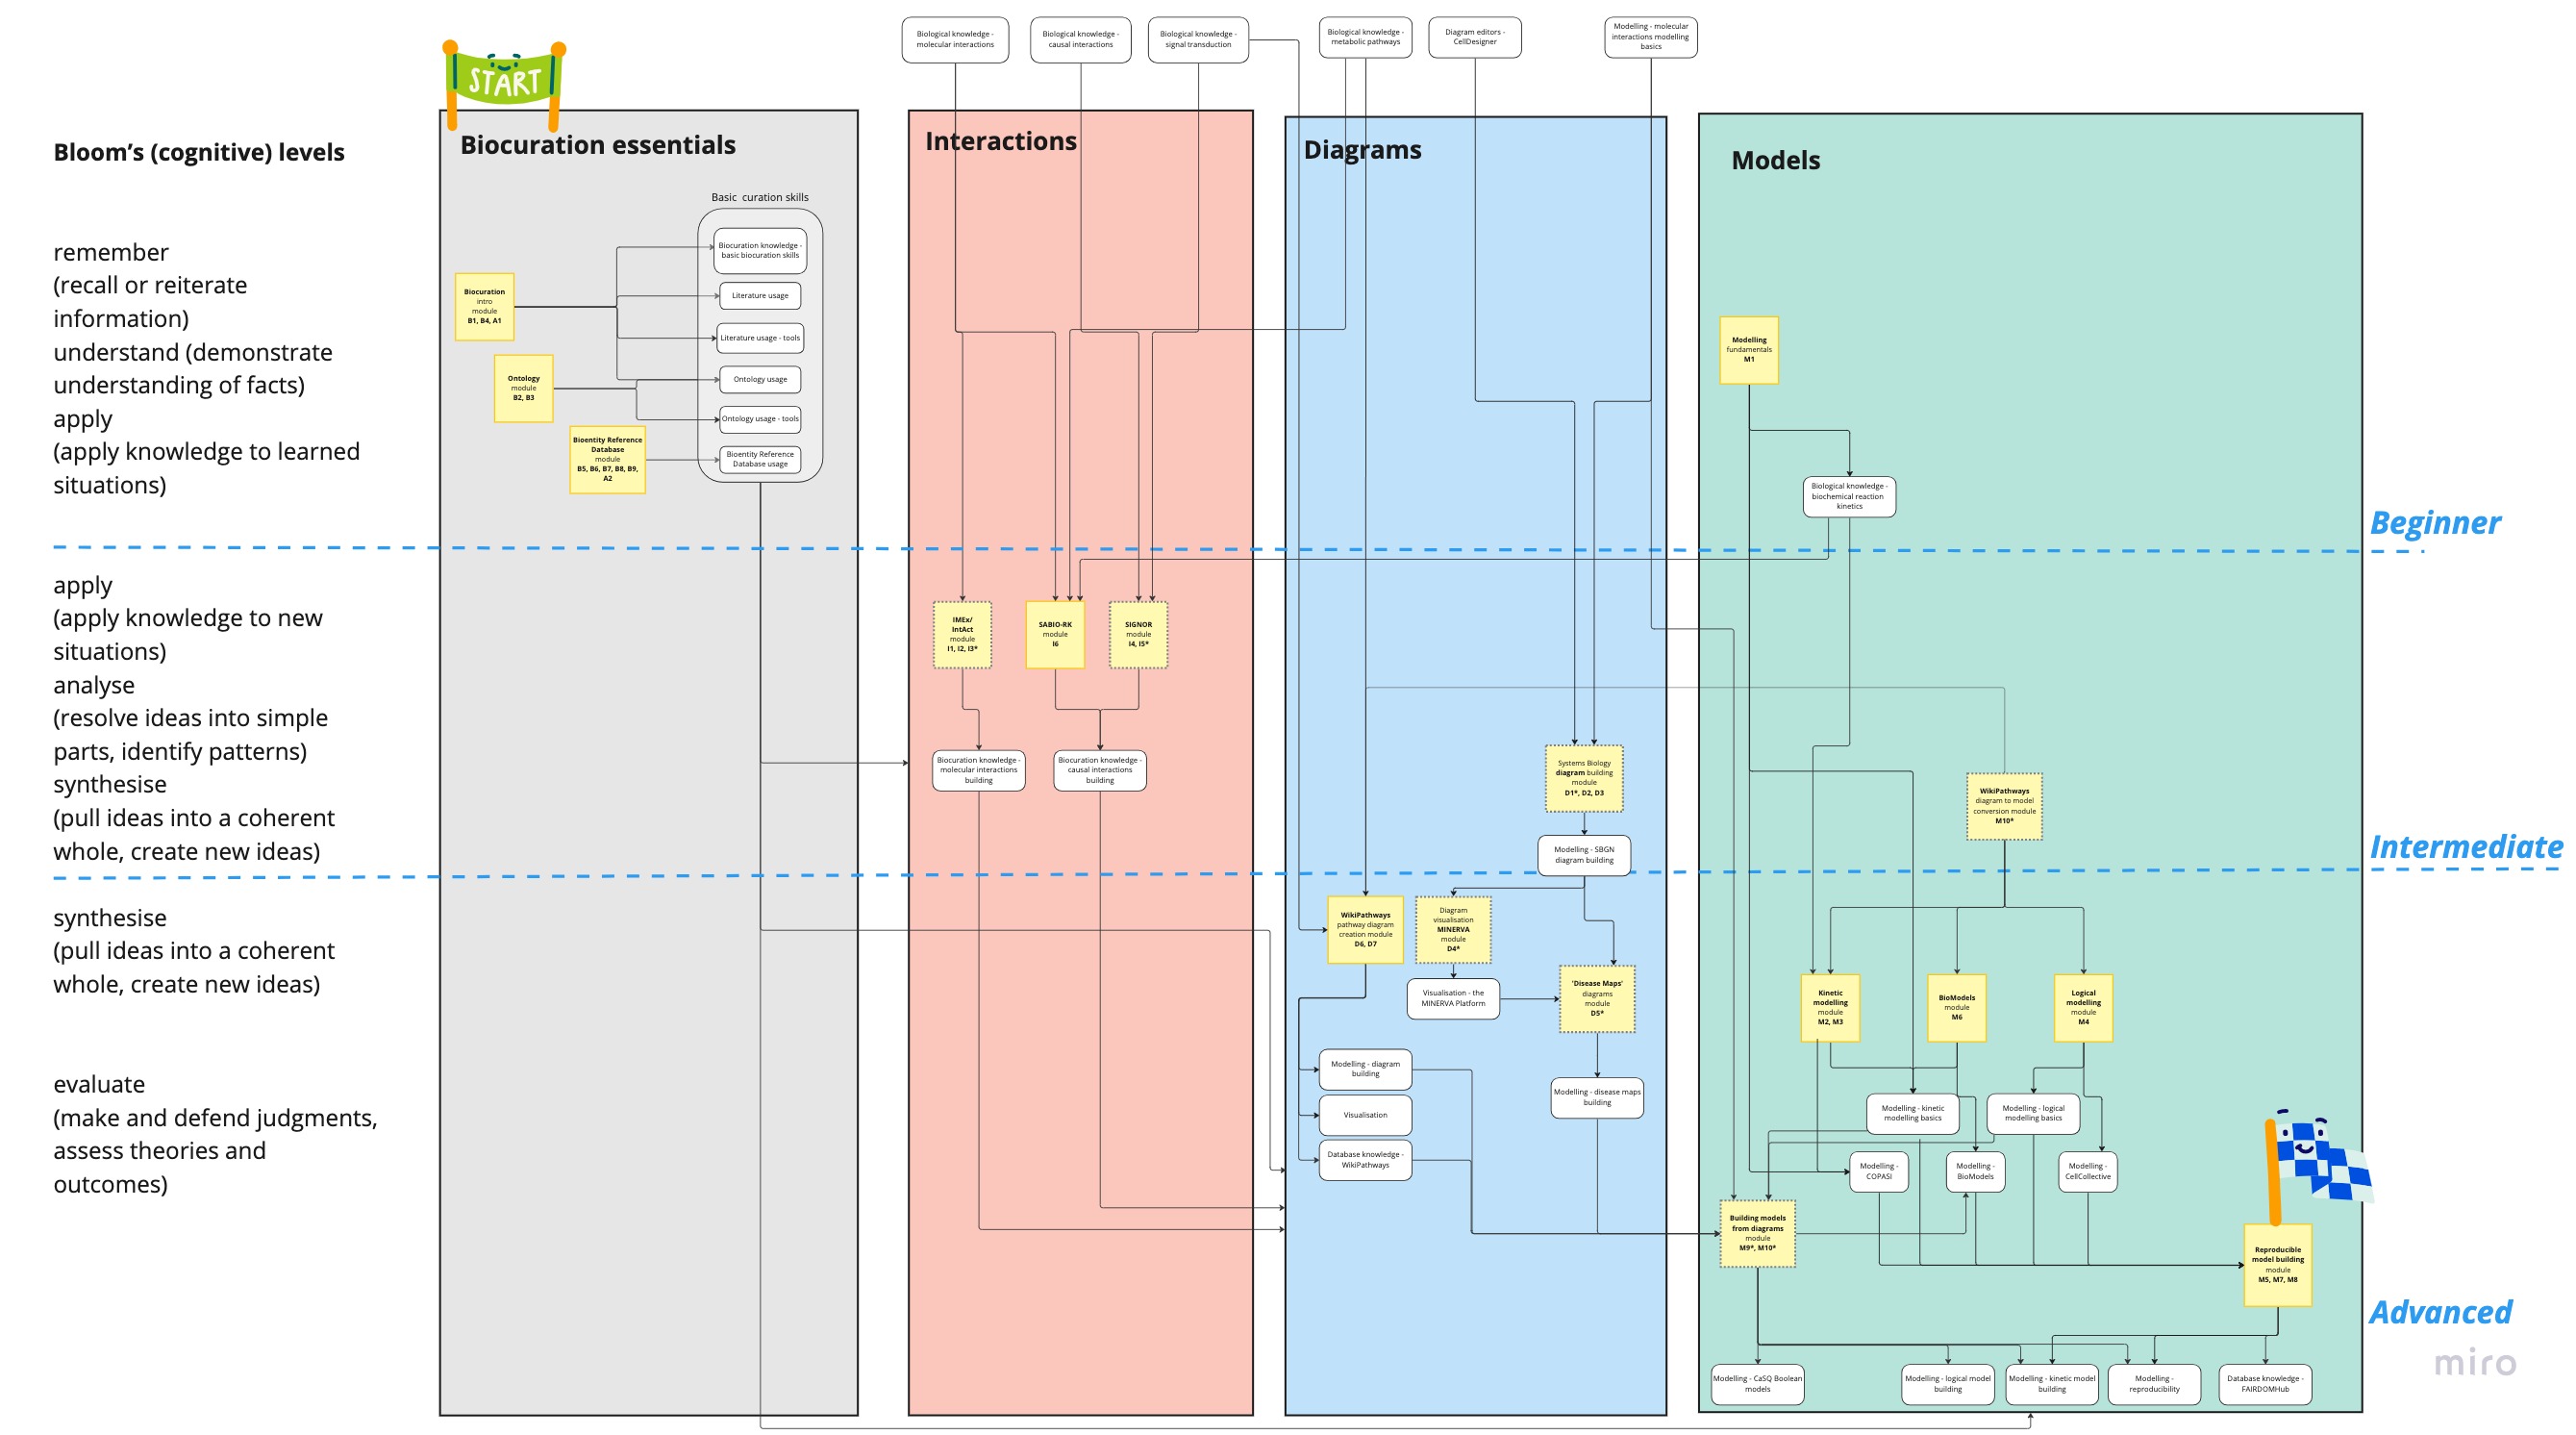 Biological knowledge -
molecular interactions
Biological knowledge -
causal interactions
Biological knowledge -
signal transduction
Biological knowledge -
metabolic pathways
Diagram editors -
CellDesigner
Modelling - molecular
interactions modelling
basics
START
Bloom's (cognitive) levels
remember
(recall or reiterate
information)
understand (demonstrate
understanding of facts)
apply
(apply knowledge to learned
situations)
apply
(apply knowledge to new
situations)
analyse
(resolve ideas into simple
parts, identify patterns)
synthesise
(pull ideas into a coherent
whole, create new ideas)
synthesise
(pull ideas into a coherent
whole, create new ideas)
evaluate
(make and defend judgments,
assess theories and
outcomes)
Biocuration essentials
Basic curation skills
Biocuration knowledge -
basic biocuration skills
Literature usage
Literature usage - tools
Ontology usage
Ontology usage - tools
Bioentity Reference
Database usage
Biocuration
intro
module
B1, B4, A1
Ontology
module
B2, B3
Bioentity Reference
Database
module
B5, B6, B7, B8, B9,
A2
Interactions
IMEx/
IntAct
module
I1, I2, I3*
SABIO-RK
module
I6
SIGNOR
module
I4, I5*
Biocuration knowledge -
molecular interactions
building
Biocuration knowledge -
causal interactions
building
Diagrams
Systems Biology
diagram building
module
D1*, D2, D3
Modelling - SBGN
diagram building
WikiPathways
pathway diagram
creation module
D6, D7
Diagram
visualisation
MINERVA
module
D4*
Visualisation - the
MINERVA Platform
'Disease Maps'
diagrams
module
D5*
Modelling - diagram
building
Visualisation
Database knowledge -
WikiPathways
Modelling - disease maps
building
Models
Modelling
fundamentals
M1
Biological knowledge -
biochemical reaction
kinetics
WikiPathways
diagram to model
conversion module
M10*
Kinetic
modelling
module
M2, M3
BioModels
module
M6
Logical
modelling
module
M4
Modelling - kinetic
modelling basics
Modelling - logical
modelling basics
Modelling -
COPASI
Modelling -
BioModels
Modelling -
CellCollective
Building models
from diagrams
module
M9*, M10*
Reproducible
model building
module
M5, M7, M8
Modelling - CaSQ Boolean
models
Modelling - logical model
building
Modelling - kinetic model
building
Modelling -
reproducibility
Database knowledge -
FAIRDOMHub
Beginner
Intermediate
Advanced
miro